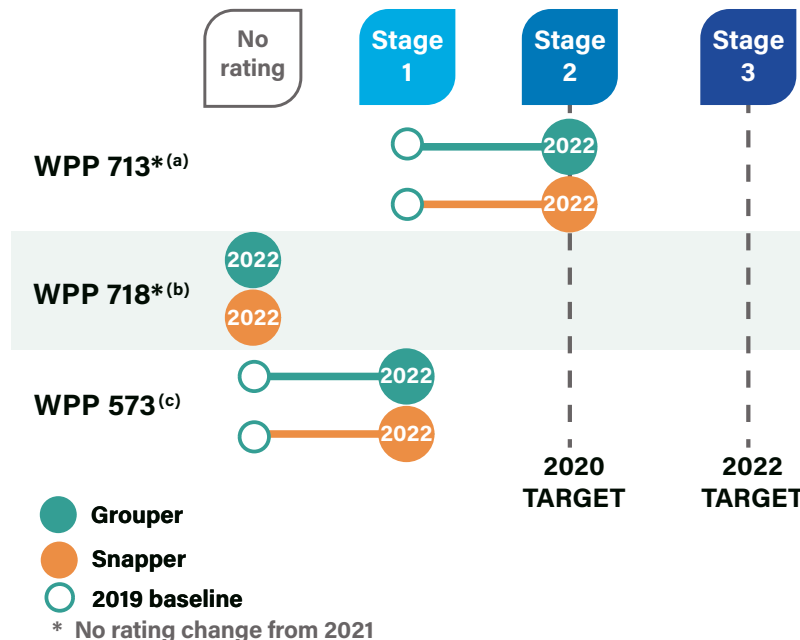 No rating
Stage 1
Stage 2
Stage 3
WPP 713* (a)
2022
2022
WPP 718* (b)
2022
2022
WPP 573 (c)
2022
2022
2020 TARGET
2022 TARGET
Grouper
Snapper
2019 baseline
* No rating change from 2021